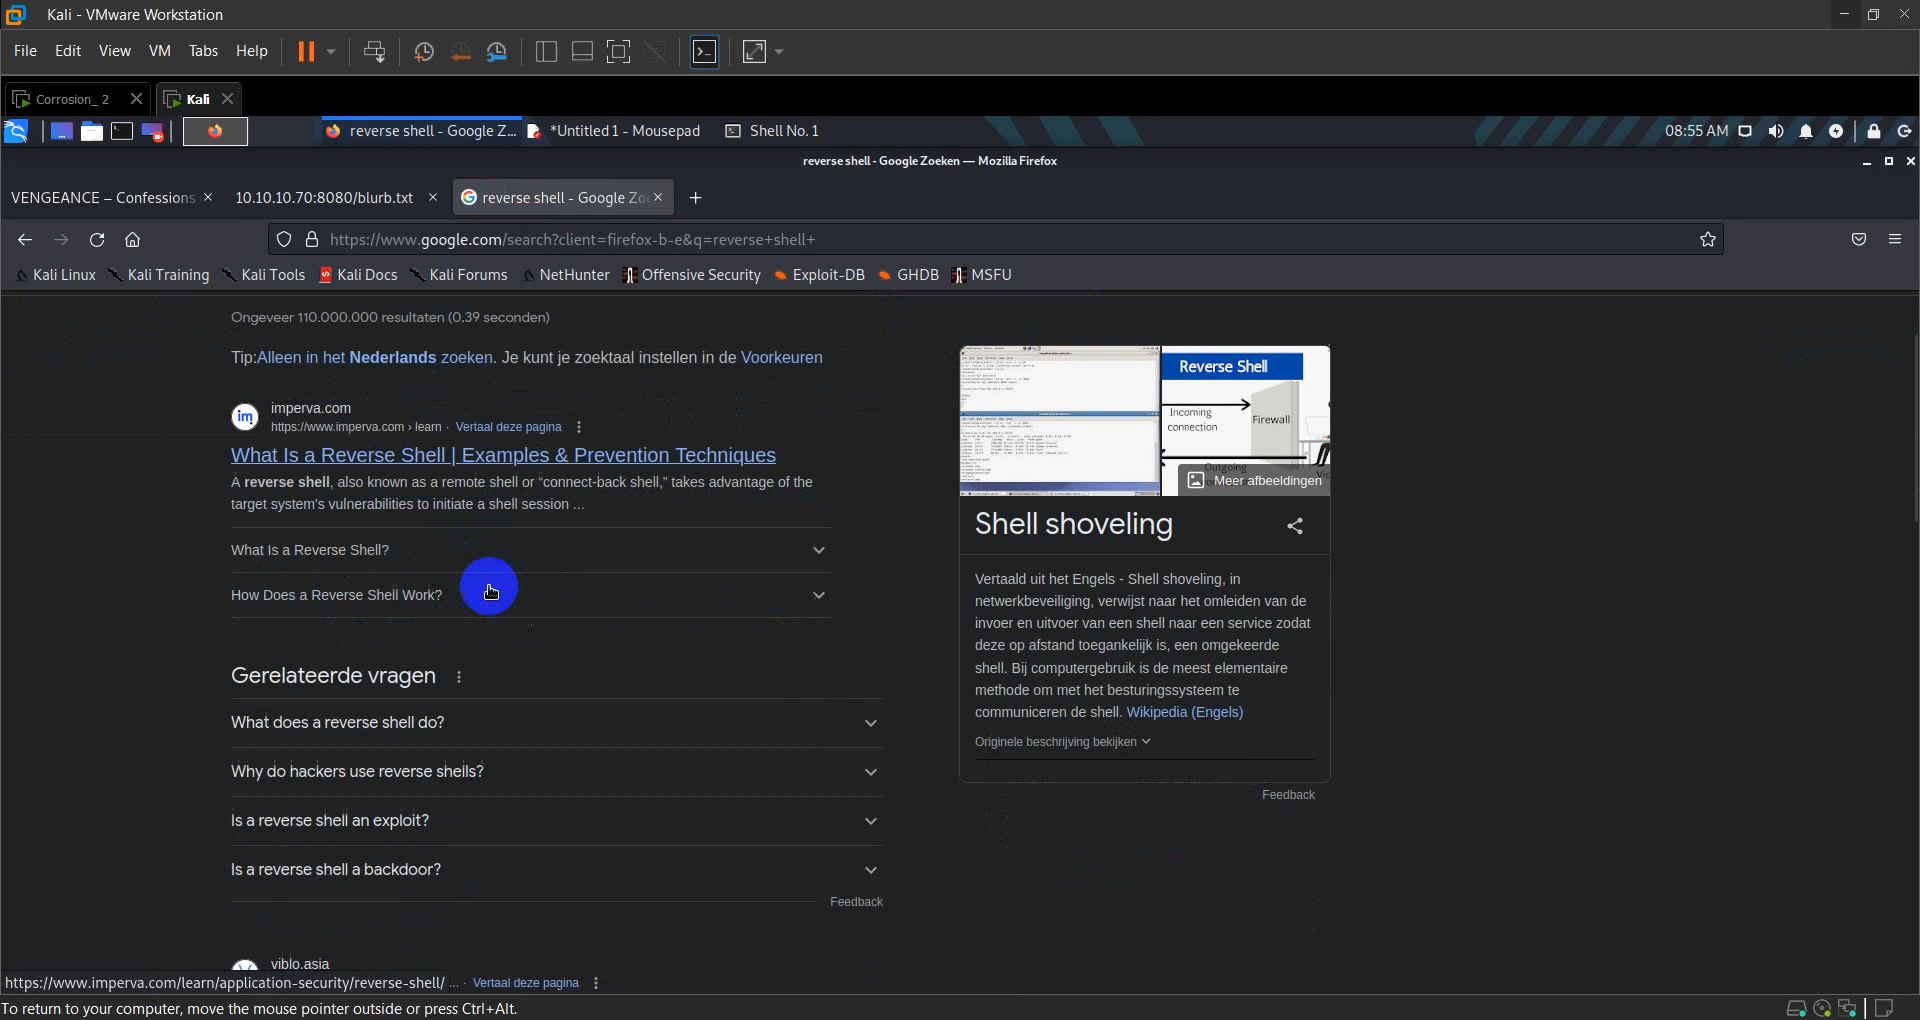 Kali - VMware Workstation
File Edit View VM Tabs Help
Corrosion_ 2
Kali
reverse shell - Google Z...
*Untitled 1 - Mousepad
Shell No. 1
08:55 AM
reverse shell - Google Zoeken — Mozilla Firefox
VENGEANCE – Confessions
10.10.10.70:8080/blurb.txt
reverse shell - Google Zoe
https://www.google.com/search?client=firefox-b-e&q=reverse+shell+
Kali Linux Kali Training Kali Tools Kali Docs Kali Forums NetHunter Offensive Security Exploit-DB GHDB MSFU
Ongeveer 110.000.000 resultaten (0,39 seconden)
Tip:Alleen in het Nederlands zoeken. Je kunt je zoektaal instellen in de Voorkeuren
im
imperva.com
https://www.imperva.com › learn · Vertaal deze pagina
What Is a Reverse Shell | Examples & Prevention Techniques
A reverse shell, also known as a remote shell or “connect-back shell,” takes advantage of the
target system's vulnerabilities to initiate a shell session ...
What Is a Reverse Shell?
How Does a Reverse Shell Work?
Gerelateerde vragen
What does a reverse shell do?
Why do hackers use reverse shells?
Is a reverse shell an exploit?
Is a reverse shell a backdoor?
Feedback
viblo.asia
https://www.imperva.com/learn/application-security/reverse-shell/ ... · Vertaal deze pagina
Reverse Shell
Incoming
connection
Firewall
Outgoing
Meer afbeeldingen
Shell shoveling
Vertaald uit het Engels - Shell shoveling, in
netwerkbeveiliging, verwijst naar het omleiden van de
invoer en uitvoer van een shell naar een service zodat
deze op afstand toegankelijk is, een omgekeerde
shell. Bij computergebruik is de meest elementaire
methode om met het besturingssysteem te
communiceren de shell. Wikipedia (Engels)
Originele beschrijving bekijken
Feedback
To return to your computer, move the mouse pointer outside or press Ctrl+Alt.